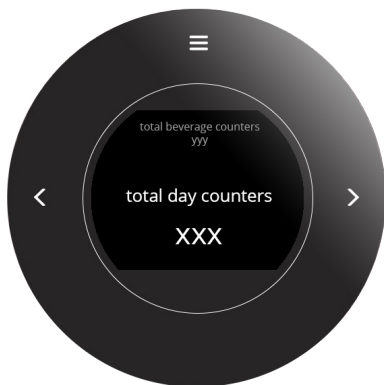 total beverage counters
yyy
total day counters
xxx